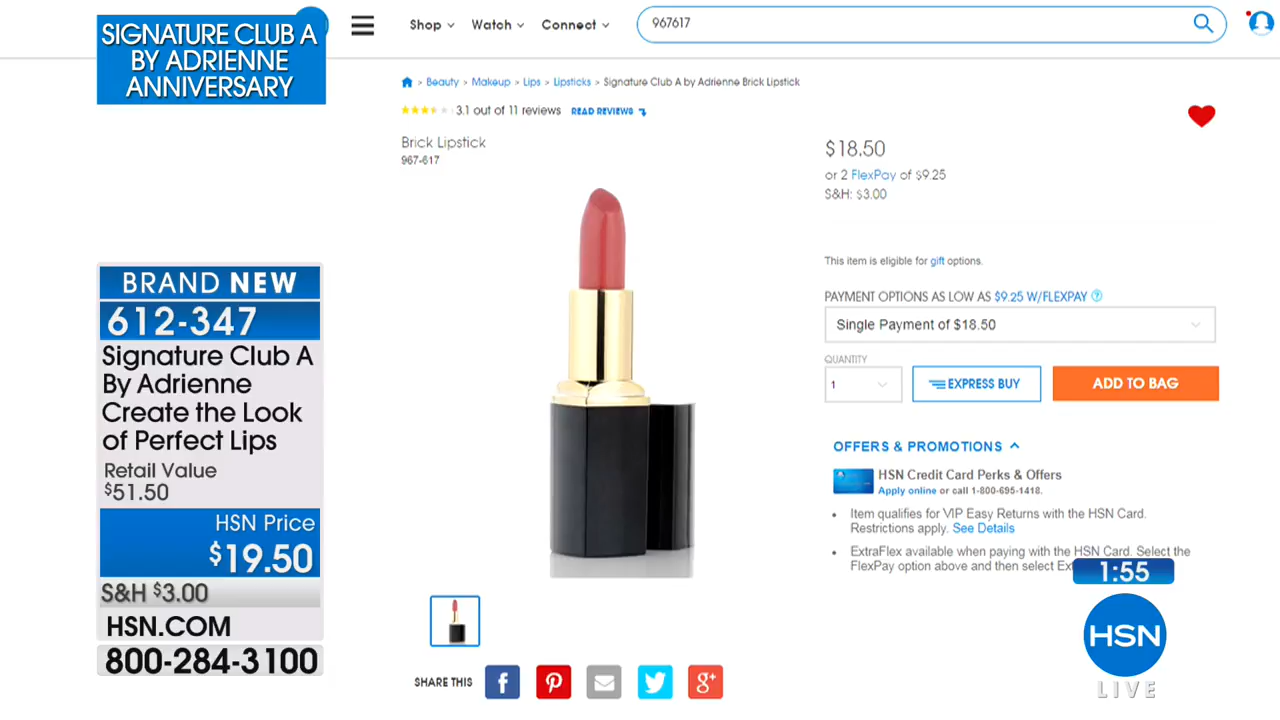 SIGNATURE CLUB A
BY ADRIENNE
ANNIVERSARY
Shop
Watch
Connect
967617
> Beauty > Makeup > Lips > Lipsticks > Signature Club A by Adrienne Brick Lipstick
3.1 out of 11 reviews READ REVIEWS
Brick Lipstick
967-617
$18.50
or 2 FlexPay of $9.25
S&H: $3.00
This item is eligible for gift options.
PAYMENT OPTIONS AS LOW AS $9.25 W/FLEXPAY ?
Single Payment of $18.50
QUANTITY
1
EXPRESS BUY
ADD TO BAG
OFFERS & PROMOTIONS
HSN Credit Card Perks & Offers
Apply online or call 1-800-695-1418.
• Item qualifies for VIP Easy Returns with the HSN Card.
Restrictions apply. See Details
• ExtraFlex available when paying with the HSN Card. Select the
FlexPay option above and then select Ex
BRAND NEW
612-347
Signature Club A
By Adrienne
Create the Look
of Perfect Lips
Retail Value
$51.50
HSN Price
$19.50
S&H $3.00
HSN.COM
800-284-3100
SHARE THIS
1:55
HSN
LIVE